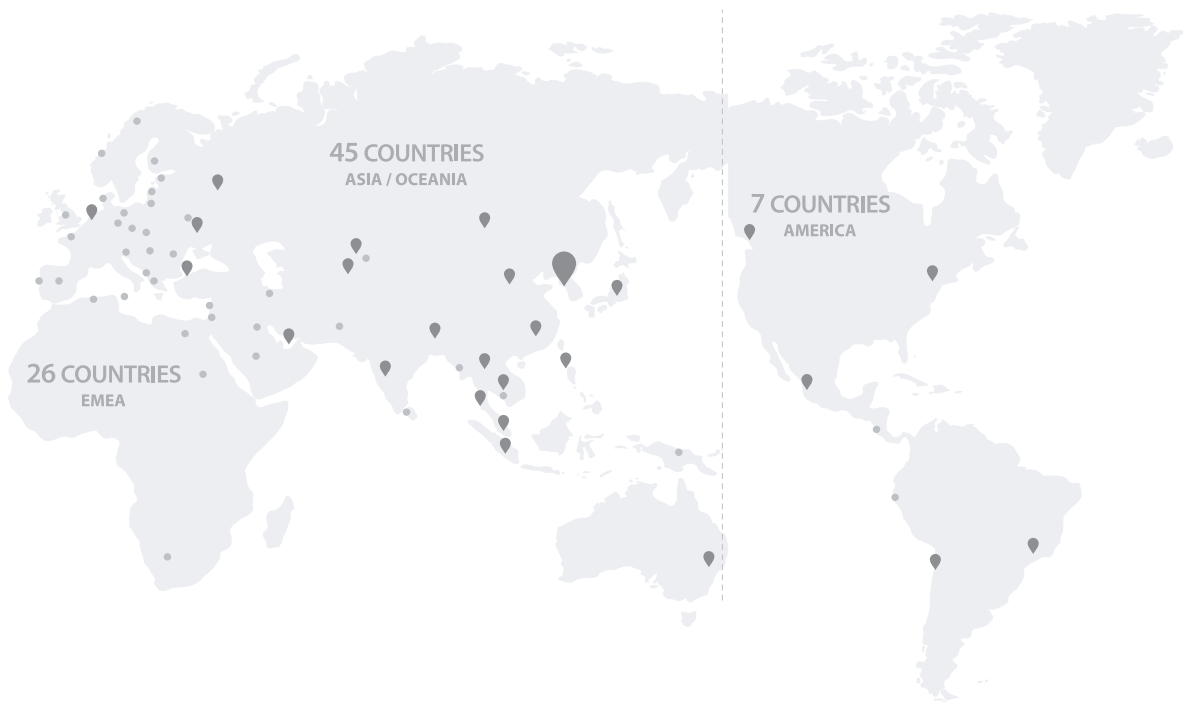 45 COUNTRIES
ASIA / OCEANIA
7 COUNTRIES
AMERICA
26 COUNTRIES
EMEA